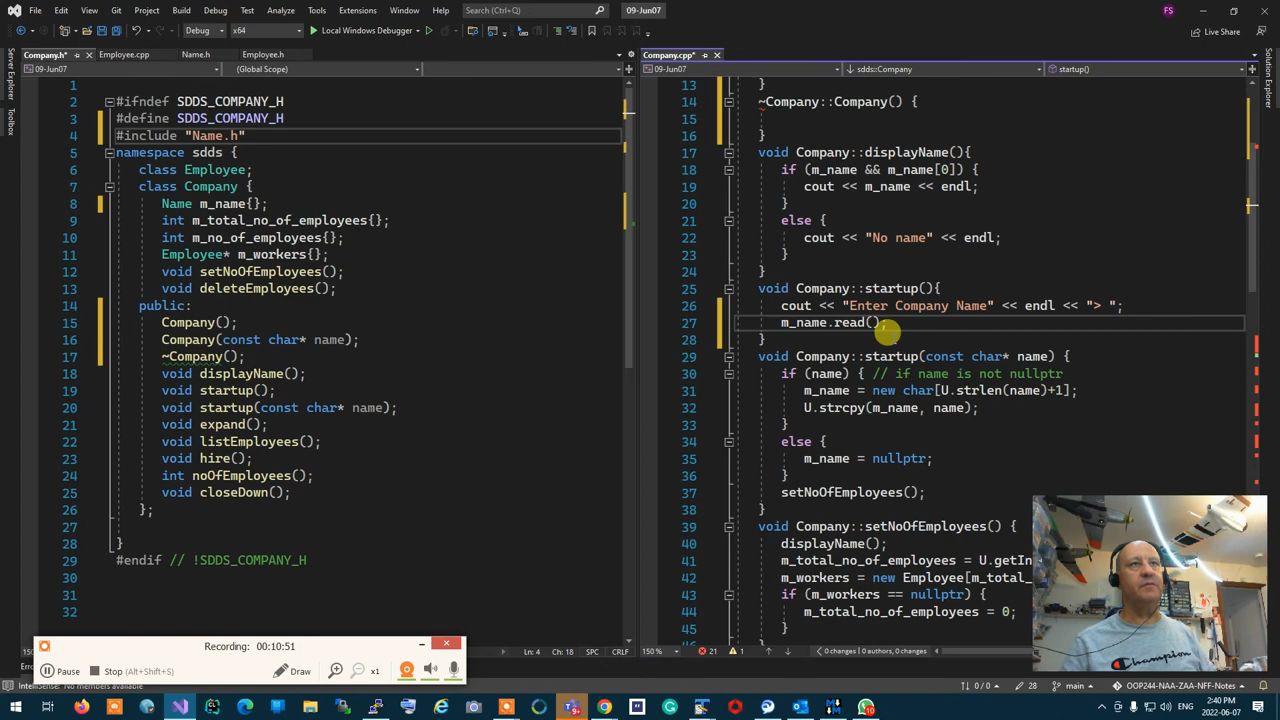 File Edit View Git Project Build Debug Test Analyze Tools Extensions Window Help Search (Ctrl+Q) 09-Jun07 FS
Debug x64 Local Windows Debugger Live Share
Server Explorer
Toolbox
Company.h* Employee.cpp Name.h Employee.h
09-Jun07 (Global Scope)
1
2 #ifndef SDDS_COMPANY_H
3 #define SDDS_COMPANY_H
4 #include "Name.h"
5 namespace sdds {
6 class Employee;
7 class Company {
8 Name m_name{};
9 int m_total_no_of_employees{};
10 int m_no_of_employees{};
11 Employee* m_workers{};
12 void setNoOfEmployees();
13 void deleteEmployees();
14 public:
15 Company();
16 Company(const char* name);
17 ~Company();
18 void displayName();
19 void startup();
20 void startup(const char* name);
21 void expand();
22 void listEmployees();
23 void hire();
24 int noOfEmployees();
25 void closeDown();
26 };
27
28 }
29 #endif // !SDDS_COMPANY_H
30
31
32
Ln: 4 Ch: 18 SPC CRLF
Company.cpp*
09-Jun07 sdds::Company startup()
Solution Explorer
13 }
14 ~Company::Company() {
15
16 }
17 void Company::displayName(){
18 if (m_name && m_name[0]) {
19 cout << m_name << endl;
20 }
21 else {
22 cout << "No name" << endl;
23 }
24 }
25 void Company::startup(){
26 cout << "Enter Company Name" << endl << "> ";
27 m_name.read();
28 }
29 void Company::startup(const char* name) {
30 if (name) { // if name is not nullptr
31 m_name = new char[U.strlen(name)+1];
32 U.strcpy(m_name, name);
33 }
34 else {
35 m_name = nullptr;
36 }
37 setNoOfEmployees();
38 }
39 void Company::setNoOfEmployees() {
40 displayName();
41 m_total_no_of_employees = U.getIn
42 m_workers = new Employee[m_total_
43 if (m_workers == nullptr) {
44 m_total_no_of_employees = 0;
45 }
150 % 21 1 0 changes | 0 authors, 0 changes
Recording: 00:10:51
Pause Stop (Alt+Shift+S) Draw x1
Champion
IntelliSense: No members available
0 / 0 28 main OOP244-NAA-ZAA-NFF-Notes
ENG 2:40 PM 2022-06-07